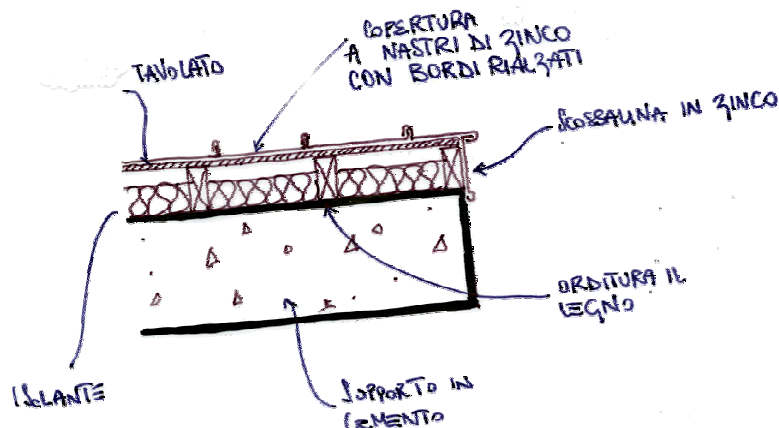 COPERTURA
A NASTRI DI ZINCO
CON BORDI RIALZATI
TAVOLATO
SCOSSALINA IN ZINCO
ORDITURA IL
LEGNO
ISOLANTE
SUPPORTO IN
CEMENTO